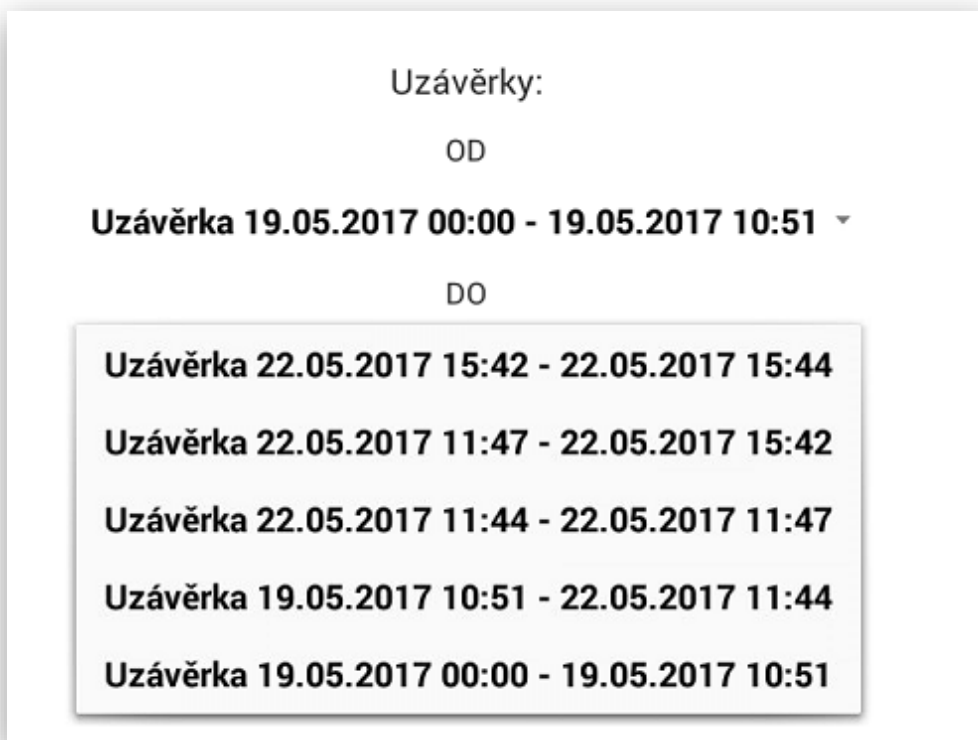 Uzávěrky:
OD
Uzávěrka 19.05.2017 00:00 - 19.05.2017 10:51
DO
Uzávěrka 22.05.2017 15:42 - 22.05.2017 15:44
Uzávěrka 22.05.2017 11:47 - 22.05.2017 15:42
Uzávěrka 22.05.2017 11:44 - 22.05.2017 11:47
Uzávěrka 19.05.2017 10:51 - 22.05.2017 11:44
Uzávěrka 19.05.2017 00:00 - 19.05.2017 10:51